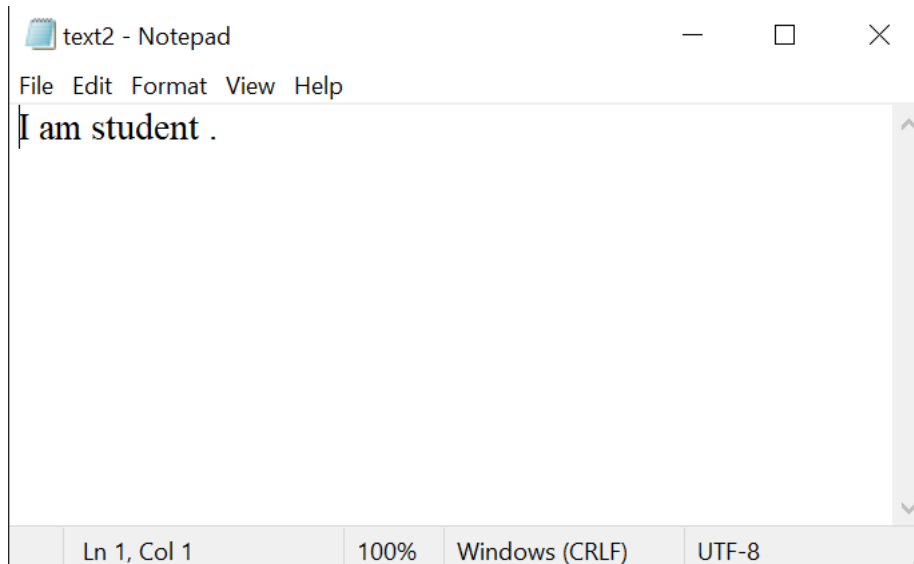 text2 - Notepad
File Edit Format View Help
I am student .
Ln 1, Col 1 100% Windows (CRLF) UTF-8